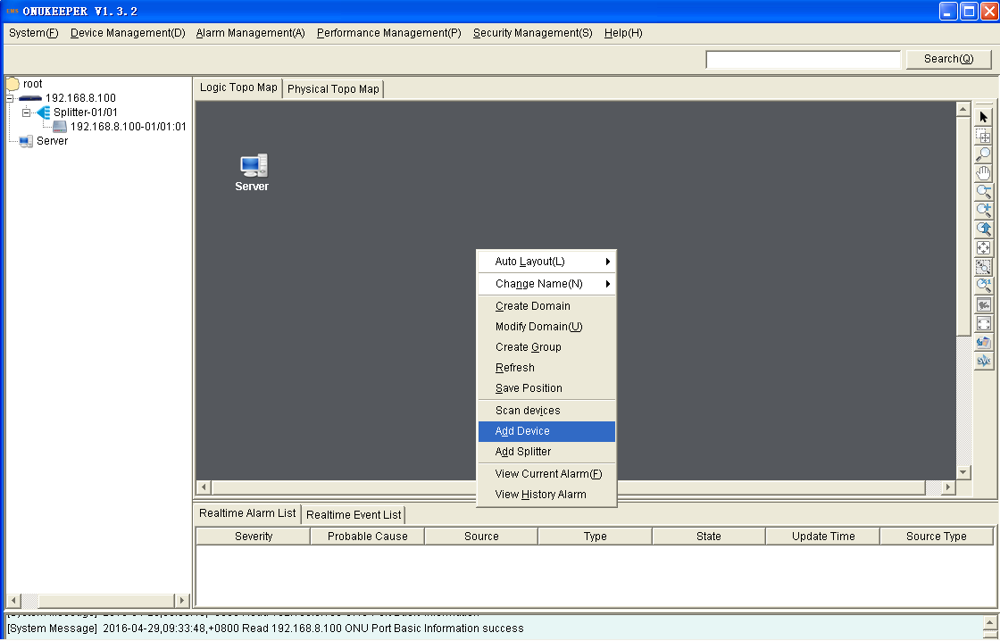 EMS ONUKEEPER V1.3.2
System(F) Device Management(D) Alarm Management(A) Performance Management(P) Security Management(S) Help(H)
Search(Q)
root
192.168.8.100
Splitter-01/01
192.168.8.100-01/01:01
Server
Logic Topo Map Physical Topo Map
Server
Auto Layout(L)
Change Name(N)
Create Domain
Modify Domain(U)
Create Group
Refresh
Save Position
Scan devices
Add Device
Add Splitter
View Current Alarm(F)
View History Alarm
Realtime Alarm List Realtime Event List
Severity Probable Cause Source Type State Update Time Source Type
[System Message] 2016-04-29,09:33:48,+0800 Read 192.168.8.100 ONU Port Basic Information success